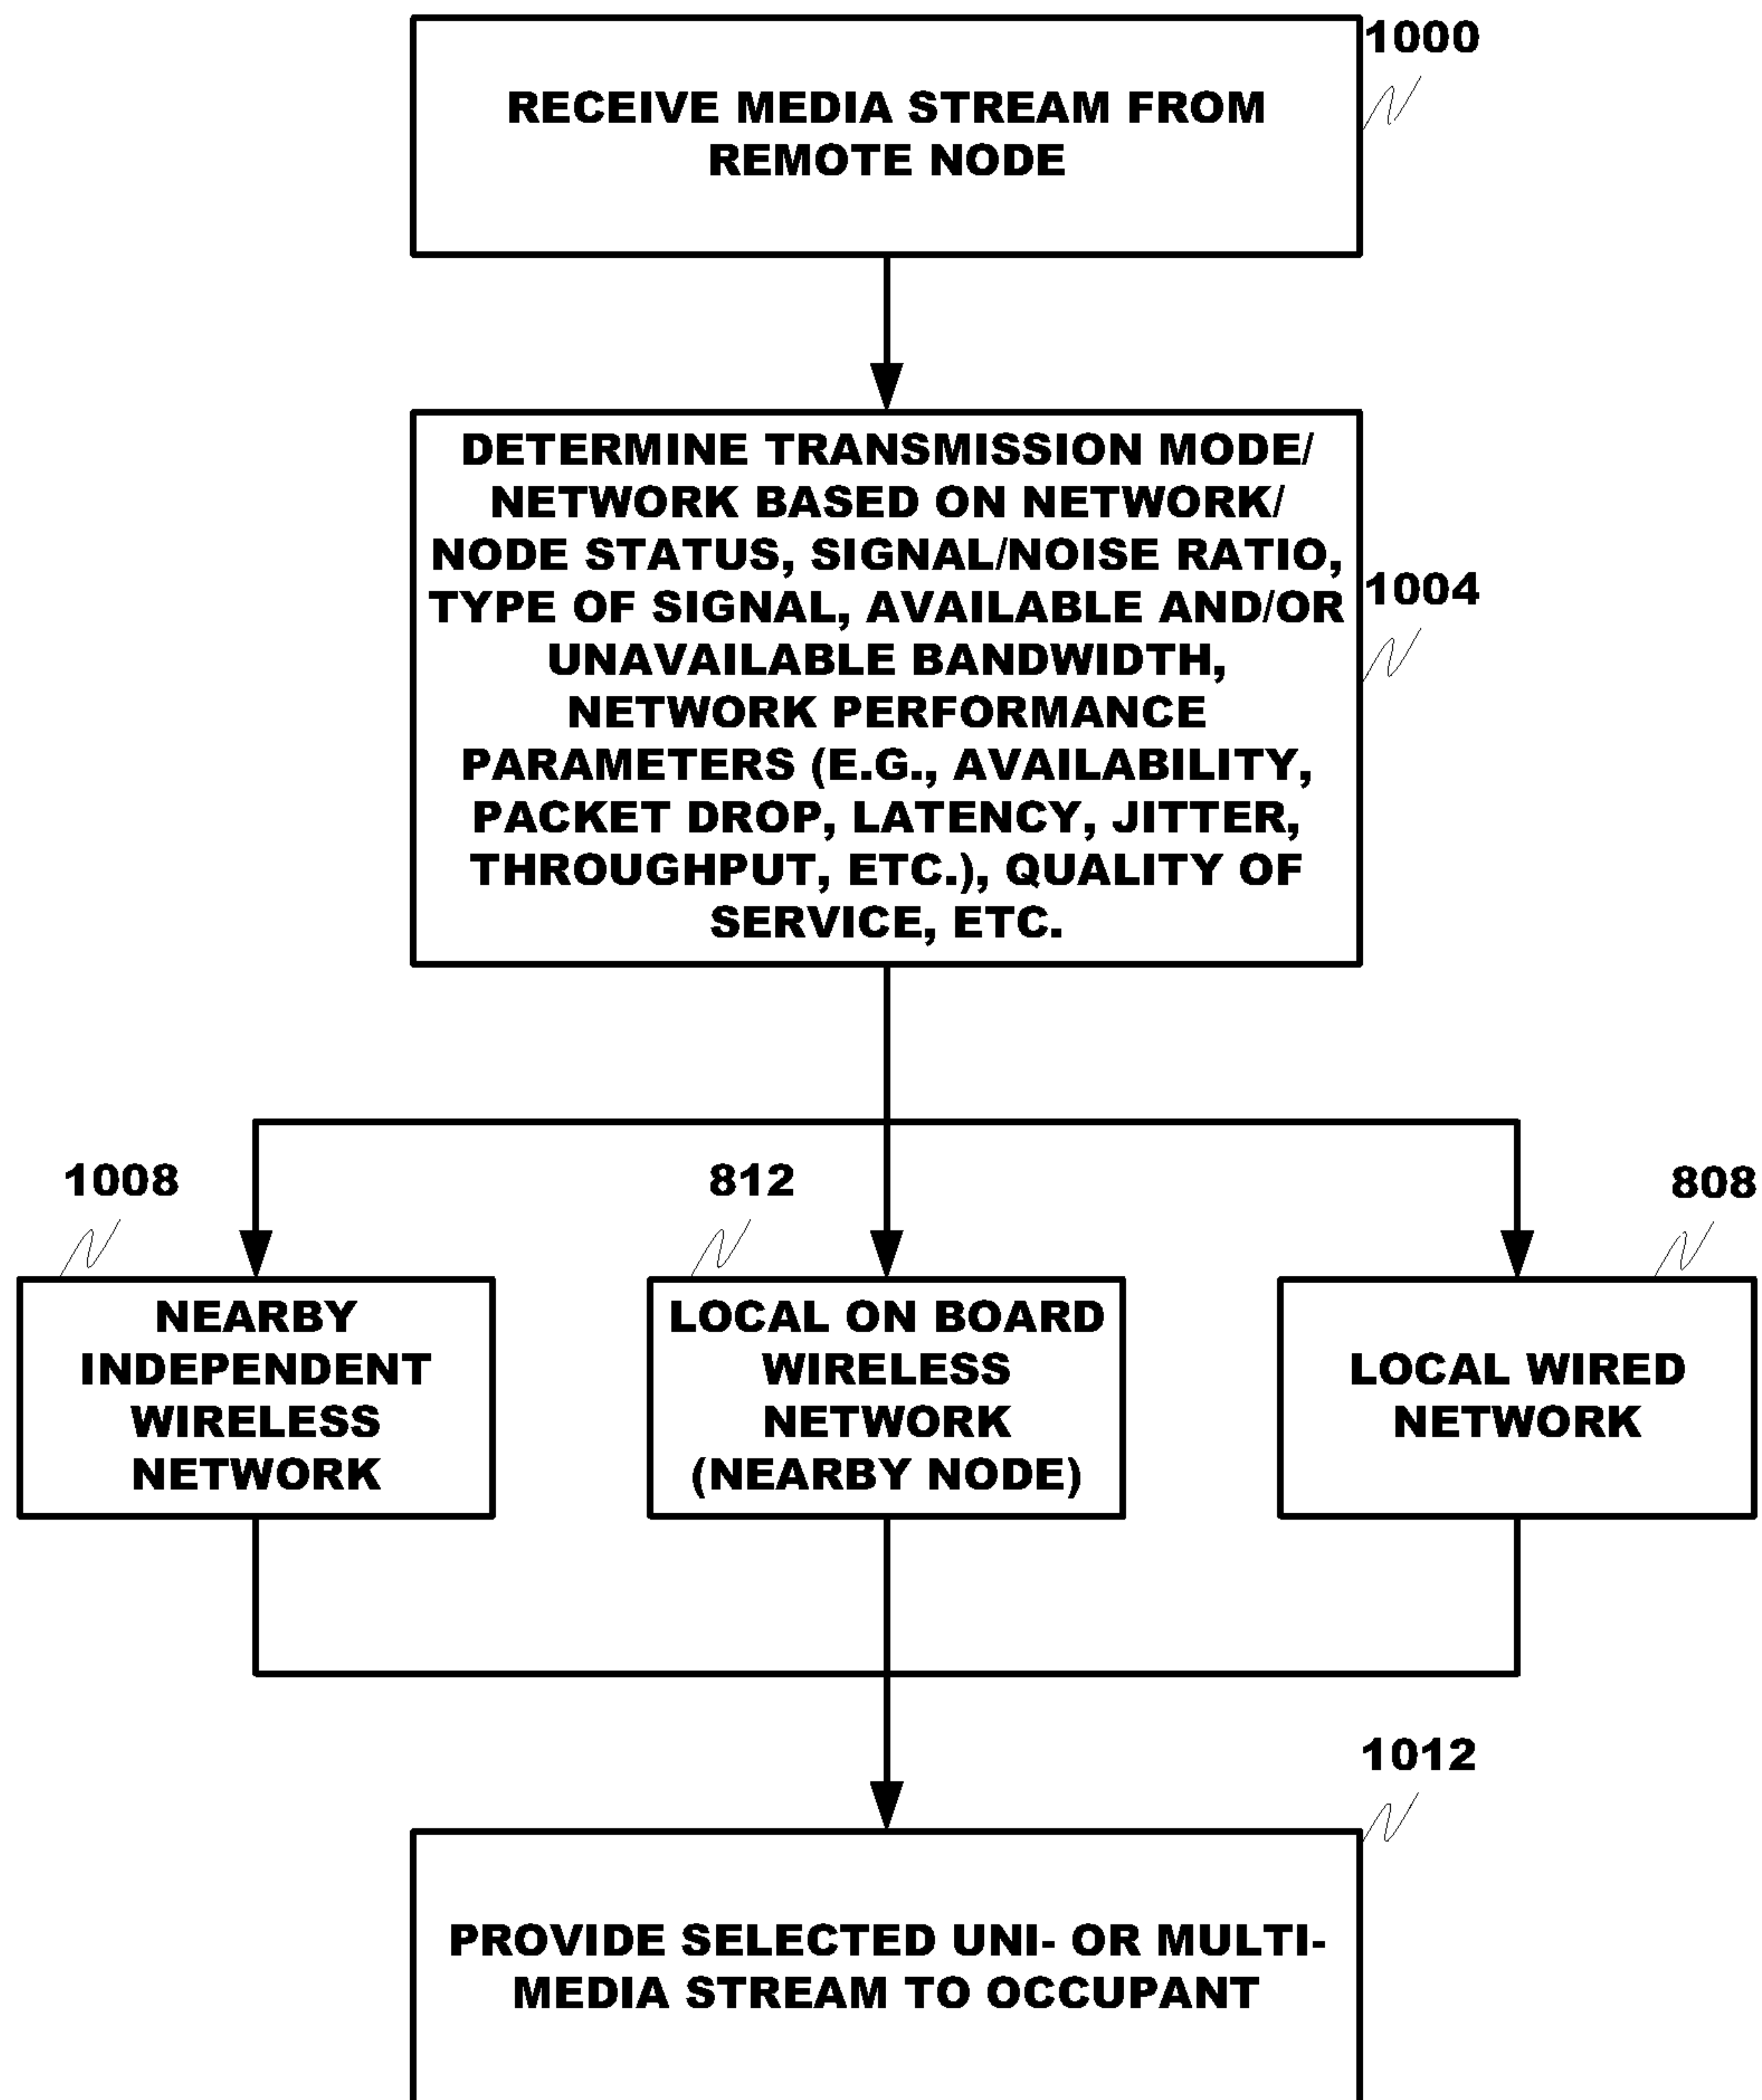 1000
RECEIVE MEDIA STREAM FROM
REMOTE NODE
DETERMINE TRANSMISSION MODE/
NETWORK BASED ON NETWORK/
NODE STATUS, SIGNAL/NOISE RATIO,
TYPE OF SIGNAL, AVAILABLE AND/OR
UNAVAILABLE BANDWIDTH,
NETWORK PERFORMANCE
PARAMETERS (E.G., AVAILABILITY,
PACKET DROP, LATENCY, JITTER,
THROUGHPUT, ETC.), QUALITY OF
SERVICE, ETC.
1004
1008
NEARBY
INDEPENDENT
WIRELESS
NETWORK
812
LOCAL ON BOARD
WIRELESS
NETWORK
(NEARBY NODE)
808
LOCAL WIRED
NETWORK
1012
PROVIDE SELECTED UNI- OR MULTI-
MEDIA STREAM TO OCCUPANT